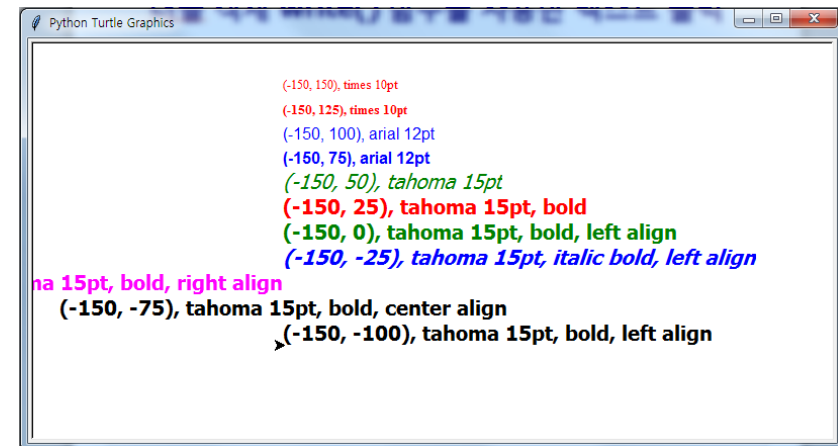 Python Turtle Graphics
(-150, 150), times 10pt
(-150, 125), times 10pt
(-150, 100), arial 12pt
(-150, 75), arial 12pt
(-150, 50), tahoma 15pt
(-150, 25), tahoma 15pt, bold
(-150, 0), tahoma 15pt, bold, left align
(-150, -25), tahoma 15pt, italic bold, left align
ma 15pt, bold, right align
(-150, -75), tahoma 15pt, bold, center align
(-150, -100), tahoma 15pt, bold, left align